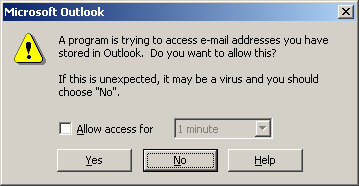 Microsoft Outlook
A program is trying to access e-mail addresses you have
stored in Outlook. Do you want to allow this?
If this is unexpected, it may be a virus and you should
choose "No".
Allow access for
1 minute
Yes
No
Help